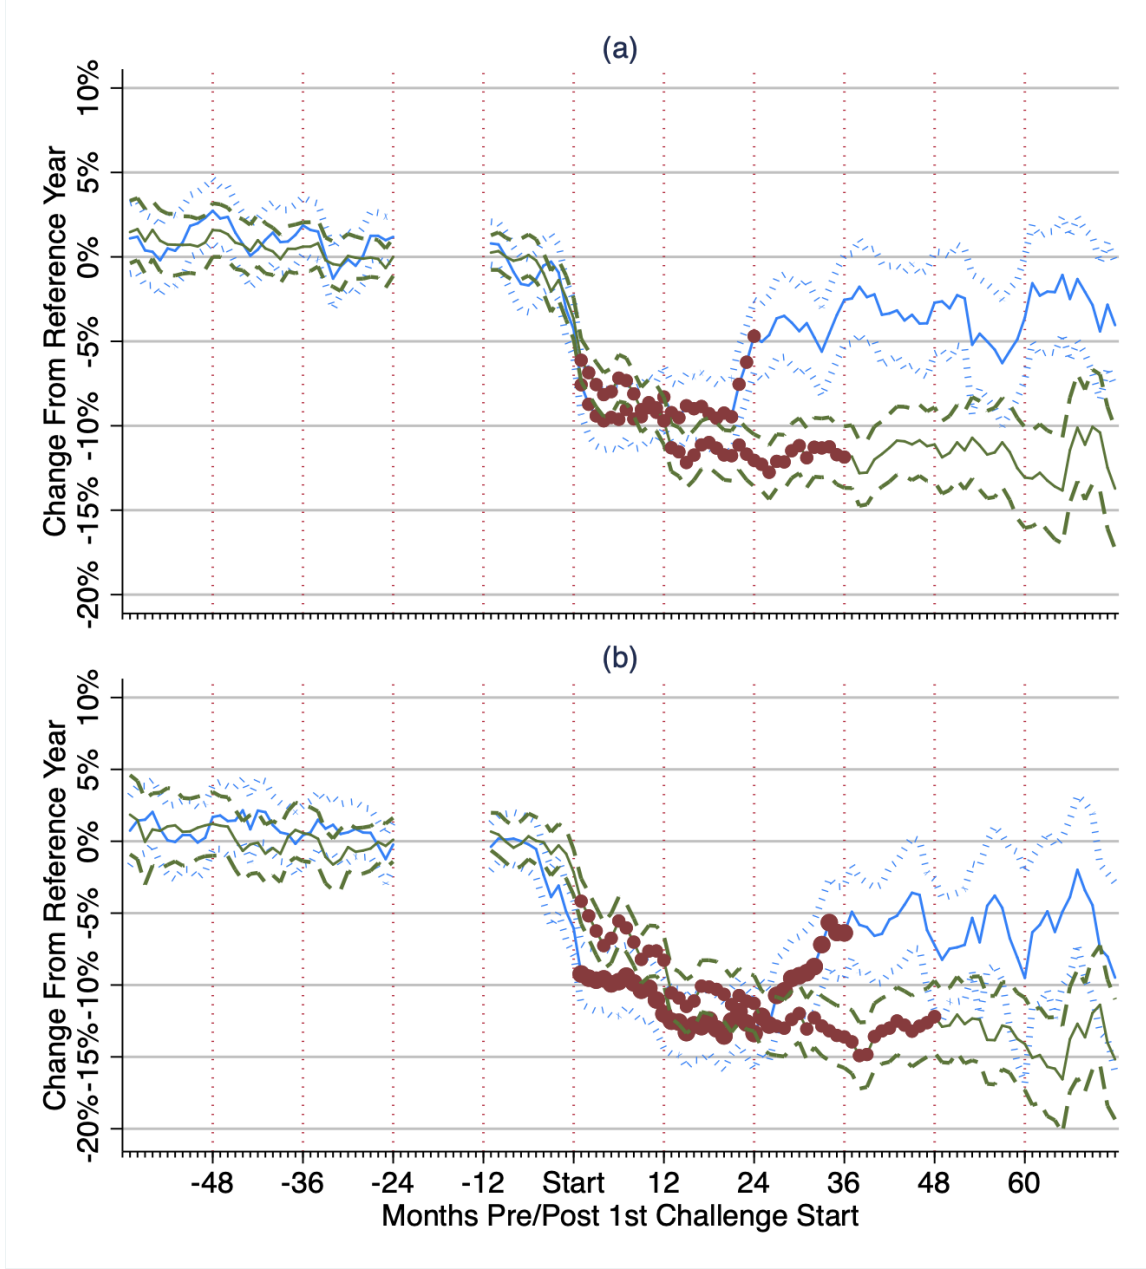 (a)
Change From Reference Year
10%
5%
0%
-5%
-10%
-15%
-20%
(b)
Change From Reference Year
10%
5%
0%
-5%
-10%
-15%
-20%
-48 -36 -24 -12 Start 12 24 36 48 60
Months Pre/Post 1st Challenge Start